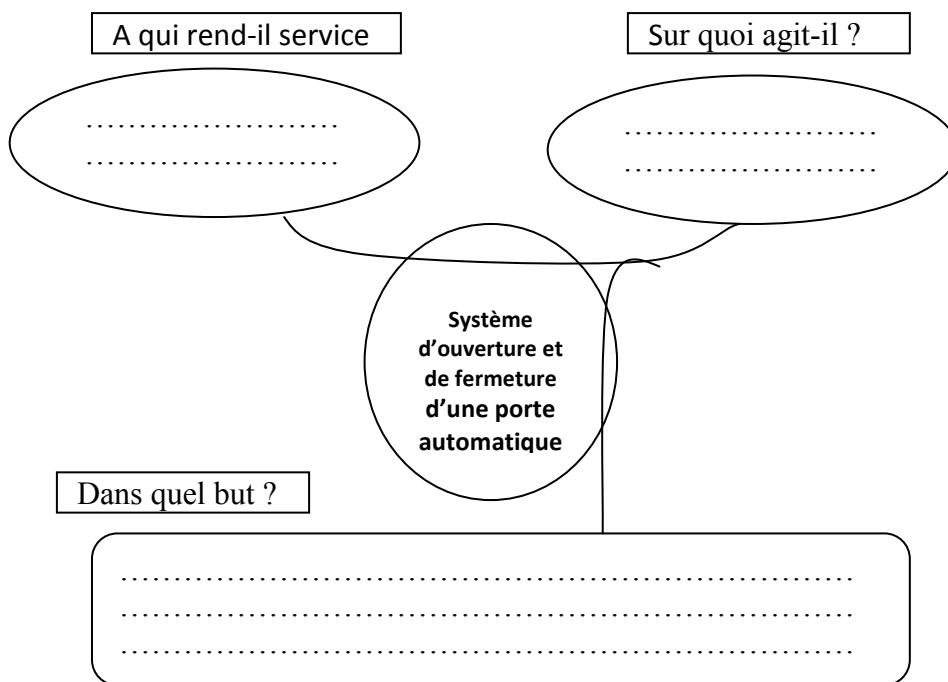 A qui rend-il service
Sur quoi agit-il ?
.......................
.......................
.......................
.......................
Système
d’ouverture et
de fermeture
d’une porte
automatique
Dans quel but ?
...................................................................
...................................................................
...................................................................